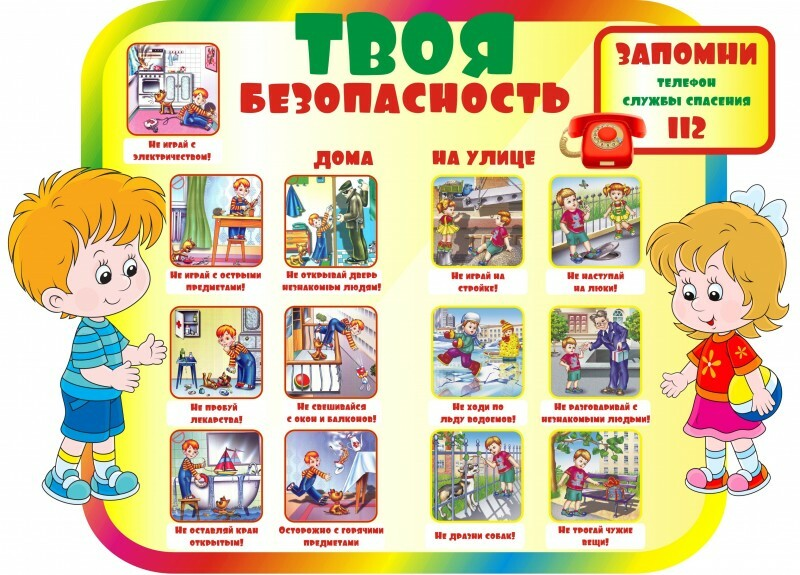 ТВОЯ
БЕЗОПАСНОСТЬ
ЗАПОМНИ
ТЕЛЕФОН
СЛУЖБЫ СПАСЕНИЯ
112
Не играй с
электричеством!
ДОМА
НА УЛИЦЕ
Не играй с острыми
предметами!
Не открывай дверь
незнакомым людям!
Не играй на
стройке!
Не наступай
на люки!
Не пробуй
лекарства!
Не свешивайся
с окон и балконов!
Не ходи по
льду водоемов!
Не разговаривай с
незнакомыми людьми!
Не оставляй кран
открытым!
Осторожно с горячими
предметами
Не дразни собак!
Не трогай чужие
вещи!